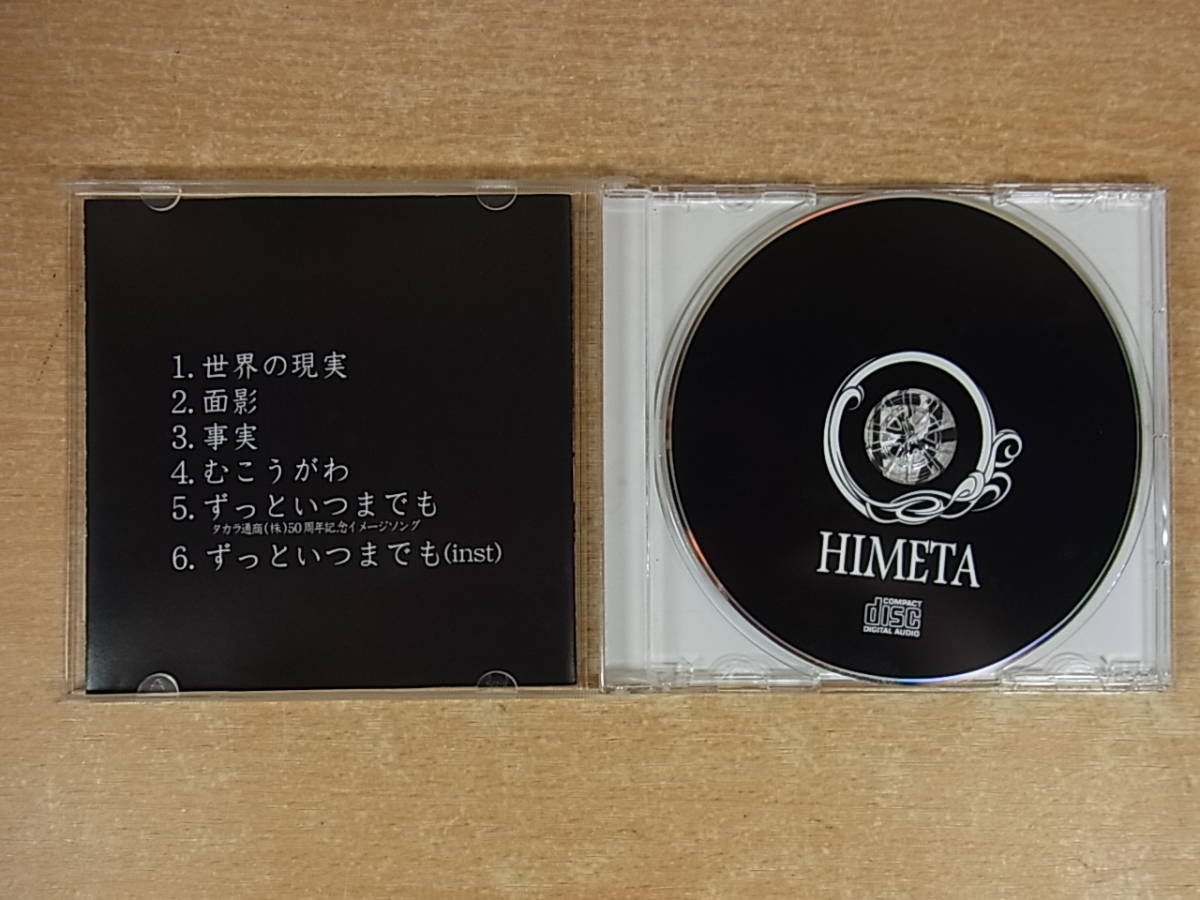 1. 世界の現実
2. 面影
3. 事実
4. むこうがわ
5. ずっといつまでも
タカラ通商(株)50周年記念イメージソング
6. ずっといつまでも(inst)
HIMETA
COMPACT
disc
DIGITAL AUDIO